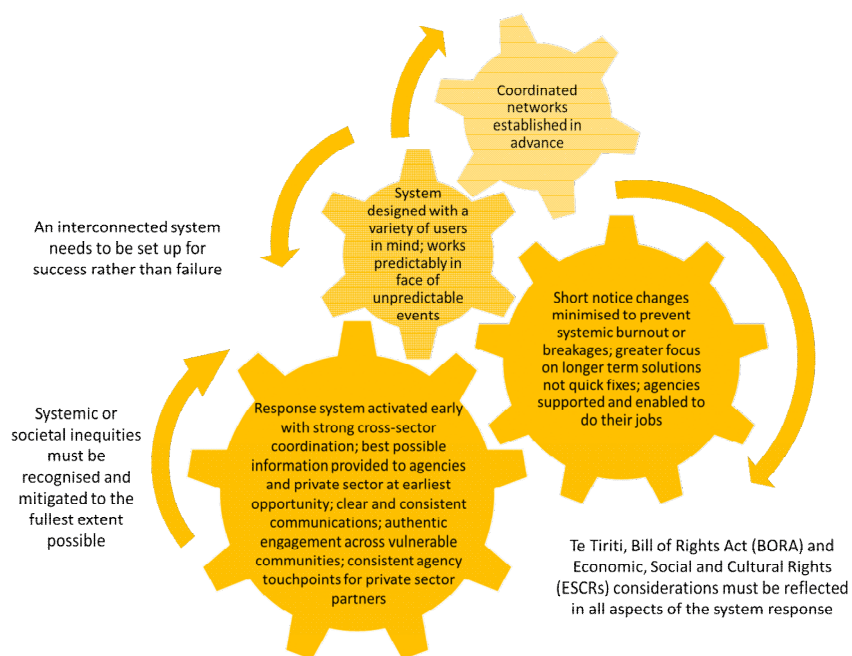 Coordinated
networks
established in
advance
System
designed with a
variety of users
in mind; works
predictably in
face of
unpredictable
events
An interconnected system
needs to be set up for
success rather than failure
Short notice changes
minimised to prevent
systemic burnout or
breakages; greater focus
on longer term solutions
not quick fixes; agencies
supported and enabled to
do their jobs
Response system activated early
with strong cross-sector
coordination; best possible
information provided to agencies
and private sector at earliest
opportunity; clear and consistent
communications; authentic
engagement across vulnerable
communities; consistent agency
touchpoints for private sector
partners
Systemic or
societal inequities
must be
recognised and
mitigated to the
fullest extent
possible
Te Tiriti, Bill of Rights Act (BORA) and
Economic, Social and Cultural Rights
(ESCRs) considerations must be reflected
in all aspects of the system response